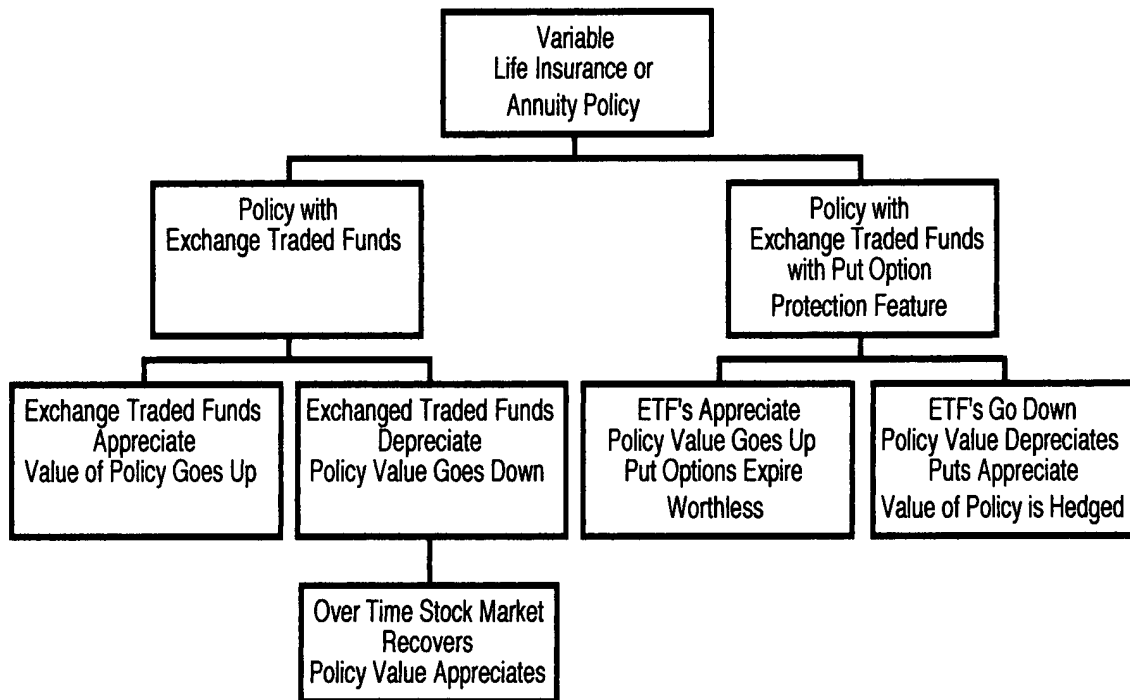 Variable
Life Insurance or
Annuity Policy
Policy with
Exchange Traded Funds
Policy with
Exchange Traded Funds
with Put Option
Protection Feature
Exchange Traded Funds
Appreciate
Value of Policy Goes Up
Exchanged Traded Funds
Depreciate
Policy Value Goes Down
ETF's Appreciate
Policy Value Goes Up
Put Options Expire
Worthless
ETF's Go Down
Policy Value Depreciates
Puts Appreciate
Value of Policy is Hedged
Over Time Stock Market
Recovers
Policy Value Appreciates